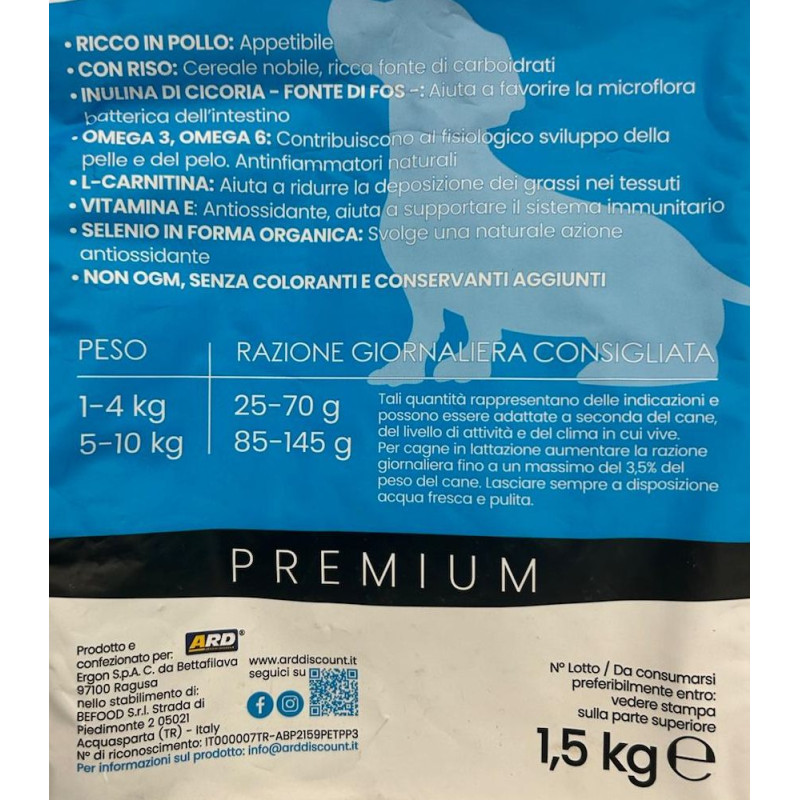 • RICCO IN POLLO: Appetibile
• CON RISO: Cereale nobile, ricca fonte di carboidrati
• INULINA DI CICORIA - FONTE DI FOS -: Aiuta a favorire la microflora
batterica dell'intestino
• OMEGA 3, OMEGA 6: Contribuiscono al fisiologico sviluppo della
pelle e del pelo. Antinfiammatori naturali
• L-CARNITINA: Aiuta a ridurre la deposizione dei grassi nei tessuti
• VITAMINA E: Antiossidante, aiuta a supportare il sistema immunitario
• SELENIO IN FORMA ORGANICA: Svolge una naturale azione
antiossidante
• NON OGM, SENZA COLORANTI E CONSERVANTI AGGIUNTI
PESO RAZIONE GIORNALIERA CONSIGLIATA
1-4 kg 25-70 g
5-10 kg 85-145 g
Tali quantità rappresentano delle indicazioni e
possono essere adattate a seconda del cane,
del livello di attività e del clima in cui vive.
Per cagne in lattazione aumentare la razione
giornaliera fino a un massimo del 3,5% del
peso del cane. Lasciare sempre a disposizione
acqua fresca e pulita.
PREMIUM
Prodotto e
confezionato per:
Ergon S.p.A. C. da Bettafilava
97100 Ragusa
nello stabilimento di:
BEFOOD S.r.l. Strada di
Piedimonte 2 05021
Acquasparta (TR) - Italy
N° di riconoscimento: IT000007TR-ABP2159PETPP3
Per informazioni sul prodotto: info@arddiscount.it
ARD®
www.arddiscount.it
seguici su
N° Lotto / Da consumarsi
preferibilmente entro:
vedere stampa
sulla parte superiore
1,5 kg ℮